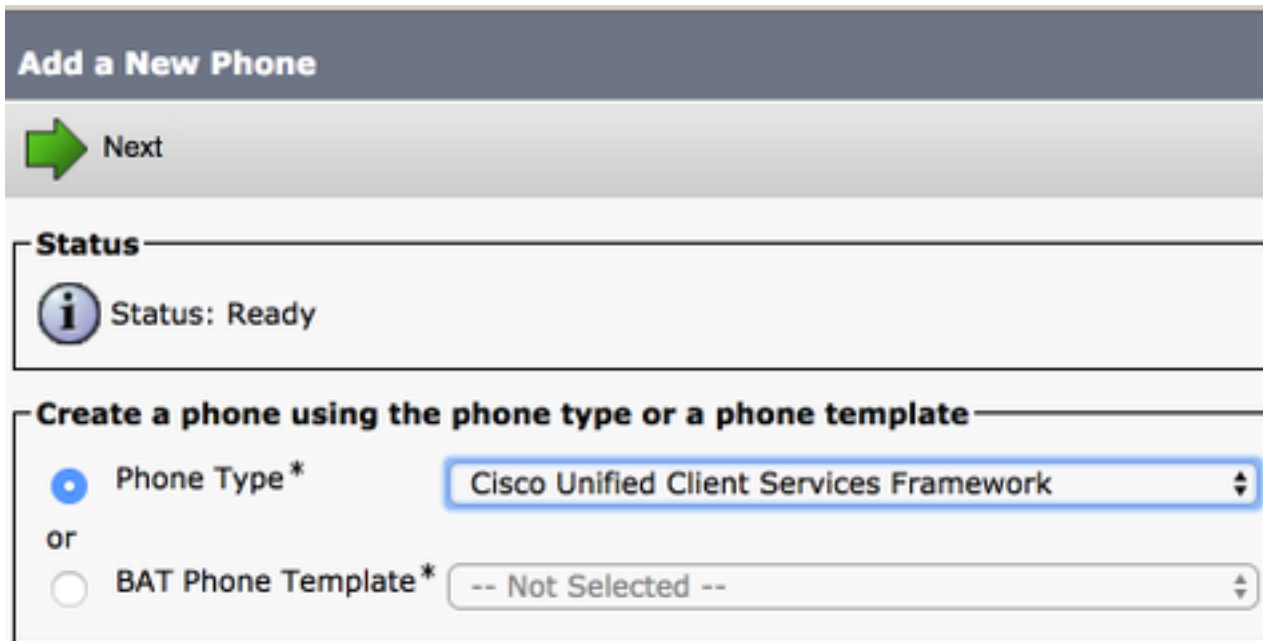 Add a New Phone
Next
Status
Status: Ready
Create a phone using the phone type or a phone template
Phone Type* Cisco Unified Client Services Framework
or
BAT Phone Template* -- Not Selected --